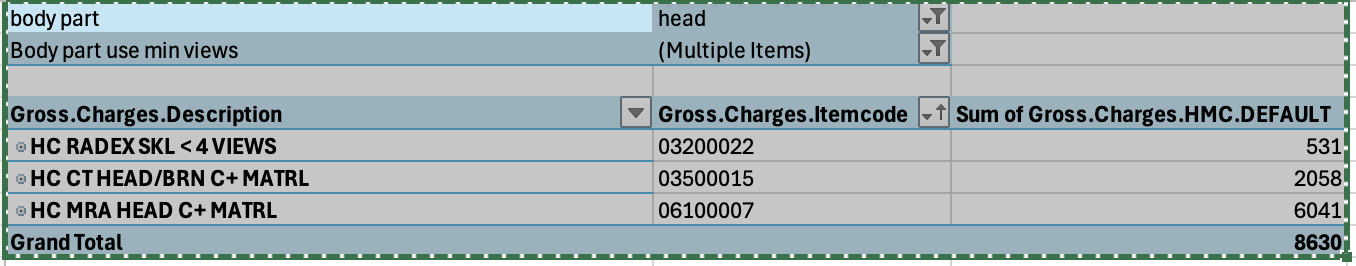 body part head
Body part use min views (Multiple Items)
Gross.Charges.Description Gross.Charges.Itemcode Sum of Gross.Charges.HMC.DEFAULT
HC RADEX SKL < 4 VIEWS 03200022 531
HC CT HEAD/BRN C+ MATRL 03500015 2058
HC MRA HEAD C+ MATRL 06100007 6041
Grand Total 8630